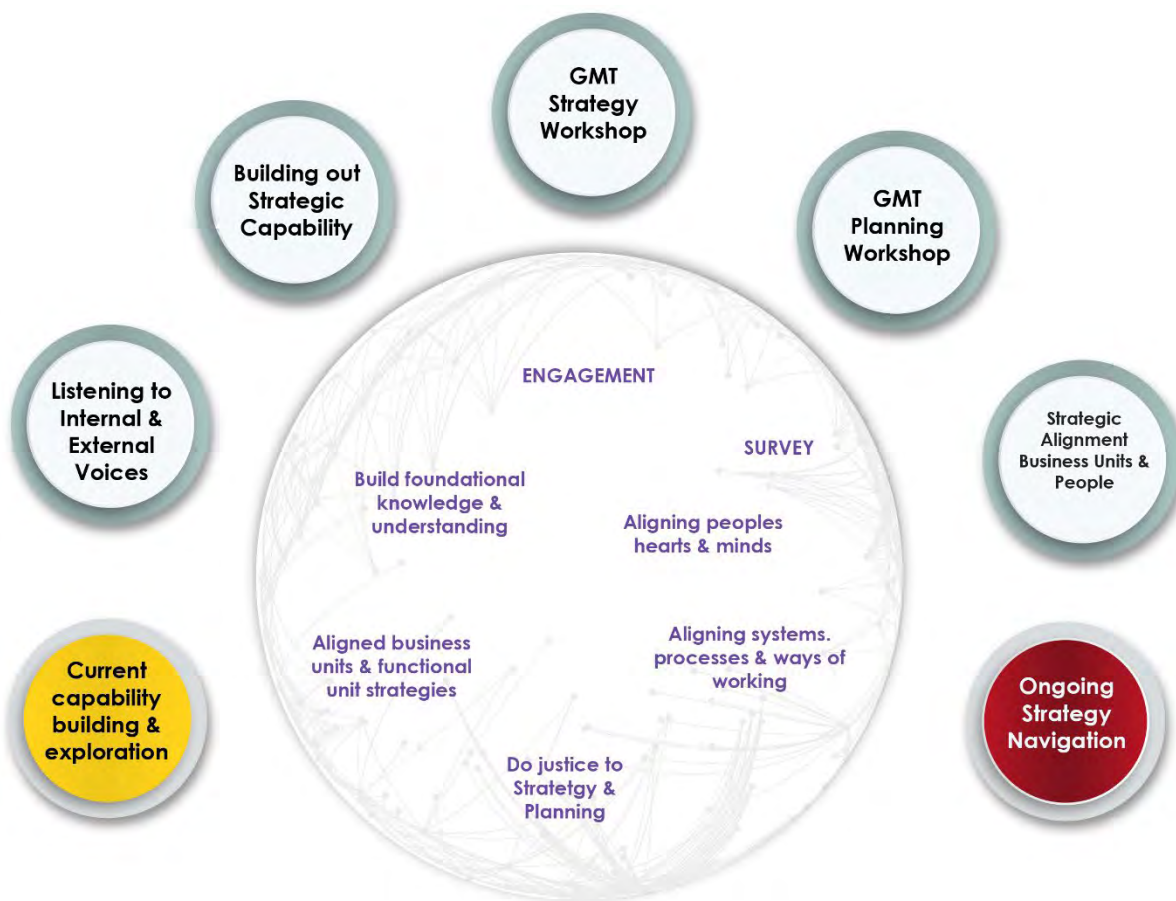 GMT
Strategy
Workshop
Building out
Strategic
Capability
GMT
Planning
Workshop
Listening to
Internal &
External
Voices
Strategic
Alignment
Business Units &
People
Current
capability
building &
exploration
Ongoing
Strategy
Navigation
ENGAGEMENT
SURVEY
Build foundational
knowledge &
understanding
Aligning peoples
hearts & minds
Aligned business
units & functional
unit strategies
Aligning systems.
processes & ways of
working
Do justice to
Stratetgy &
Planning